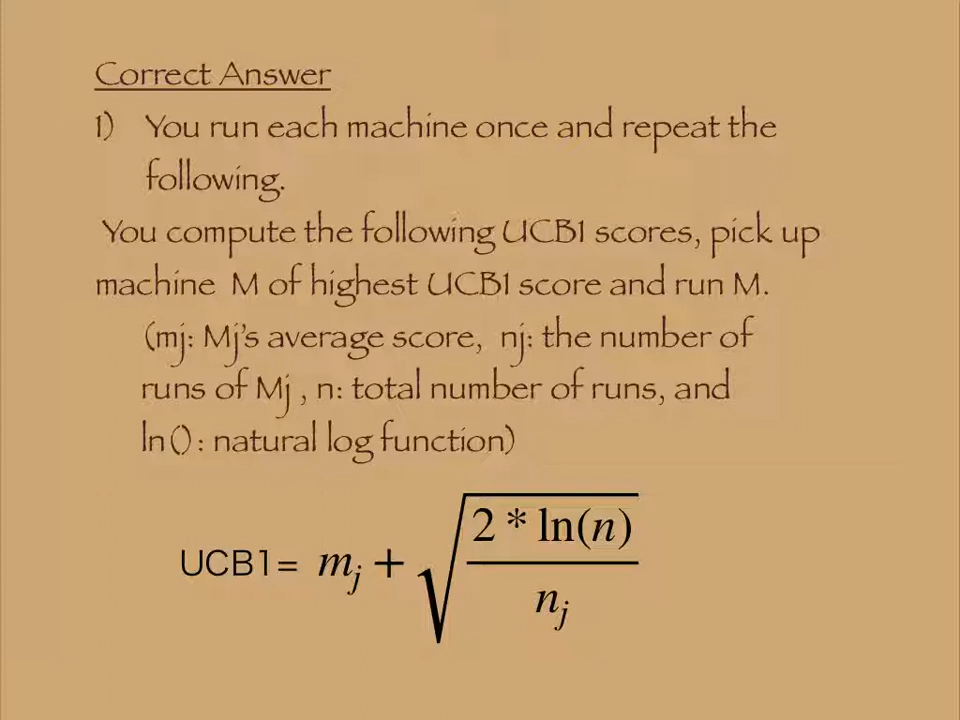 Correct Answer
1) You run each machine once and repeat the
following.
You compute the following UCB1 scores, pick up
machine M of highest UCB1 score and run M.
(mj: Mj's average score, nj: the number of
runs of Mj , n: total number of runs, and
ln() : natural log function)
UCB1= m_j + √(2 * ln(n) / n_j)